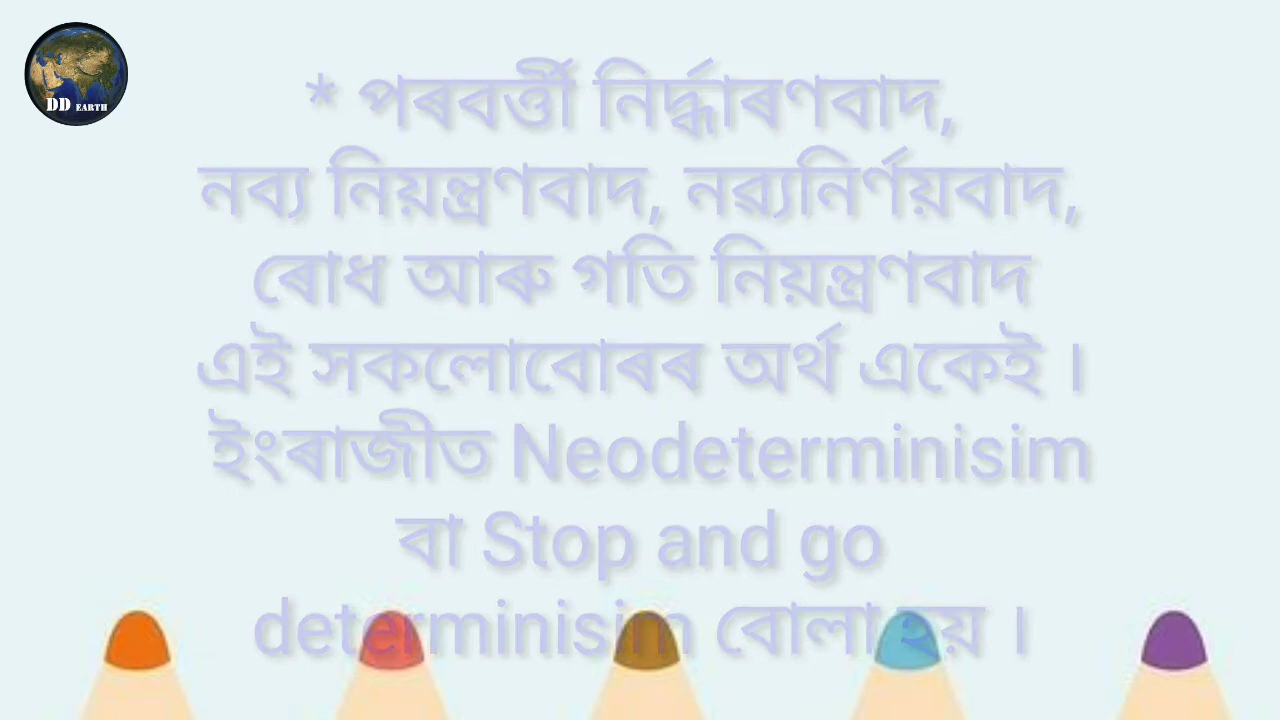 DD EARTH
* পৰবৰ্ত্তী নিৰ্দ্ধাৰণবাদ,
নব্য নিয়ন্ত্ৰণবাদ, নৱ্যনিৰ্ণয়বাদ,
ৰোধ আৰু গতি নিয়ন্ত্ৰণবাদ
এই সকলোবোৰৰ অৰ্থ একেই ।
ইংৰাজীত Neodeterminisim
বা Stop and go
determinisim বোলা হয় ।